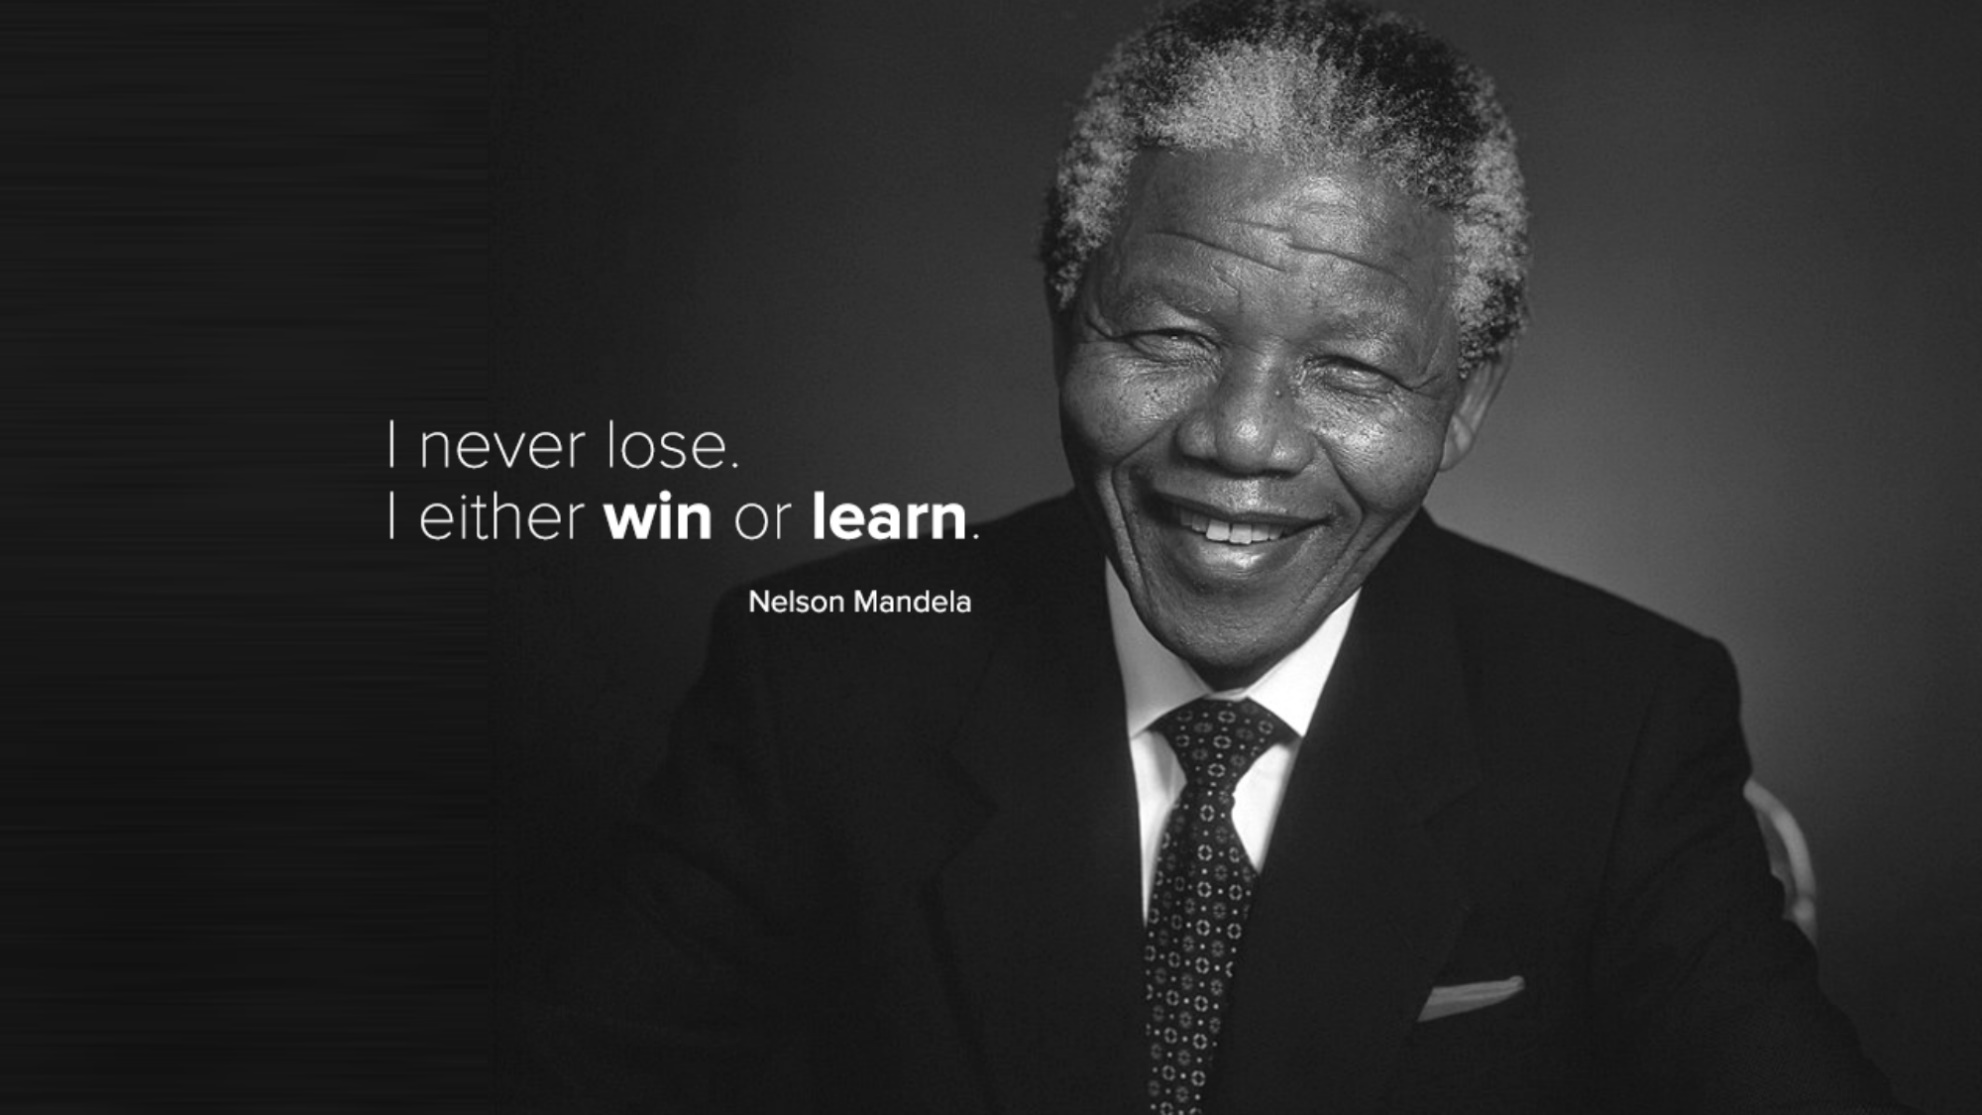 I never lose.
I either win or learn.
Nelson Mandela